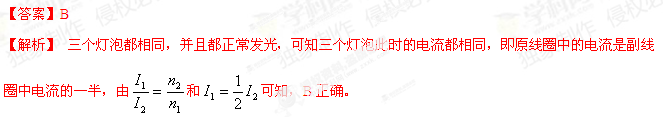 【答案】B
【解析】 三个灯泡都相同，并且都正常发光，可知三个灯泡此时的电流都相同，即原线圈中的电流是副线
圈中电流的一半，由 I₁/I₂ = n₂/n₁ 和 I₁ = 1/2 I₂ 可知，B 正确。